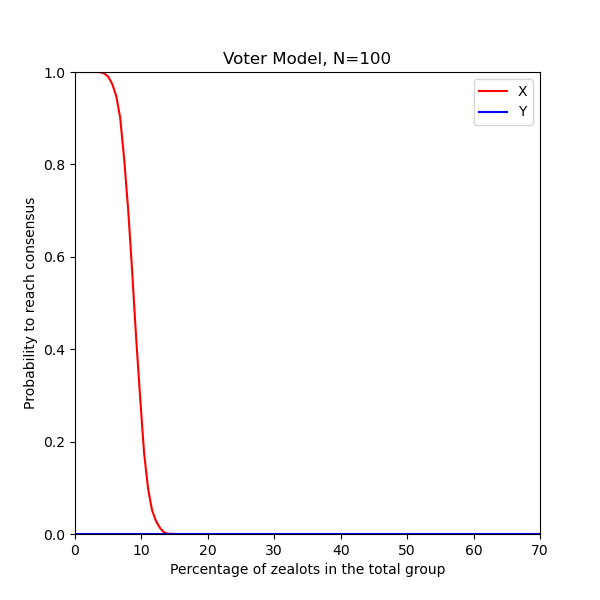 Voter Model, N=100
1.0
0.8
0.6
0.4
0.2
0.0
Probability to reach consensus
X
Y
0 10 20 30 40 50 60 70
Percentage of zealots in the total group